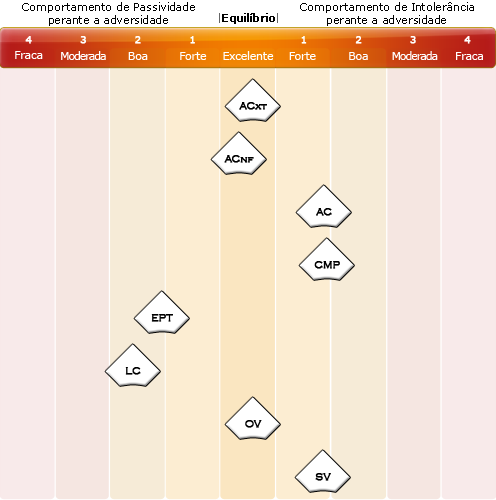 Comportamento de Passividade
perante a adversidade
|Equilíbrio|
Comportamento de Intolerância
perante a adversidade
4 3 2 1 1 2 3 4
Fraca Moderada Boa Forte Excelente Forte Boa Moderada Fraca
ACXT
ACNF
AC
CMP
EPT
LC
OV
SV